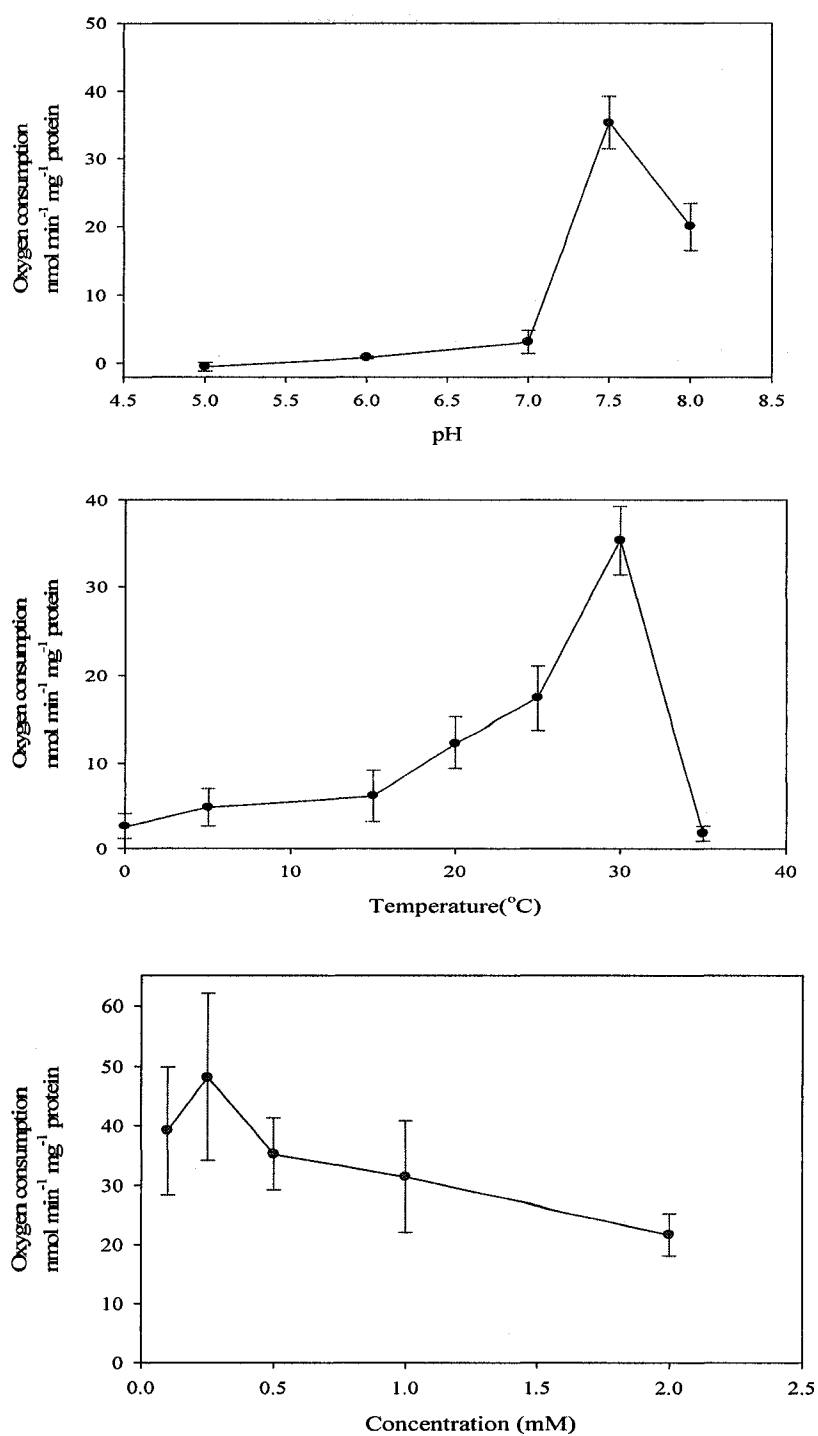 Oxygen consumption
nmol min⁻¹ mg⁻¹ protein
50
40
30
20
10
0
4.5 5.0 5.5 6.0 6.5 7.0 7.5 8.0 8.5
pH
Oxygen consumption
nmol min⁻¹ mg⁻¹ protein
40
30
20
10
0
0 10 20 30 40
Temperature(°C)
Oxygen consumption
nmol min⁻¹ mg⁻¹ protein
60
50
40
30
20
10
0
0.0 0.5 1.0 1.5 2.0 2.5
Concentration (mM)